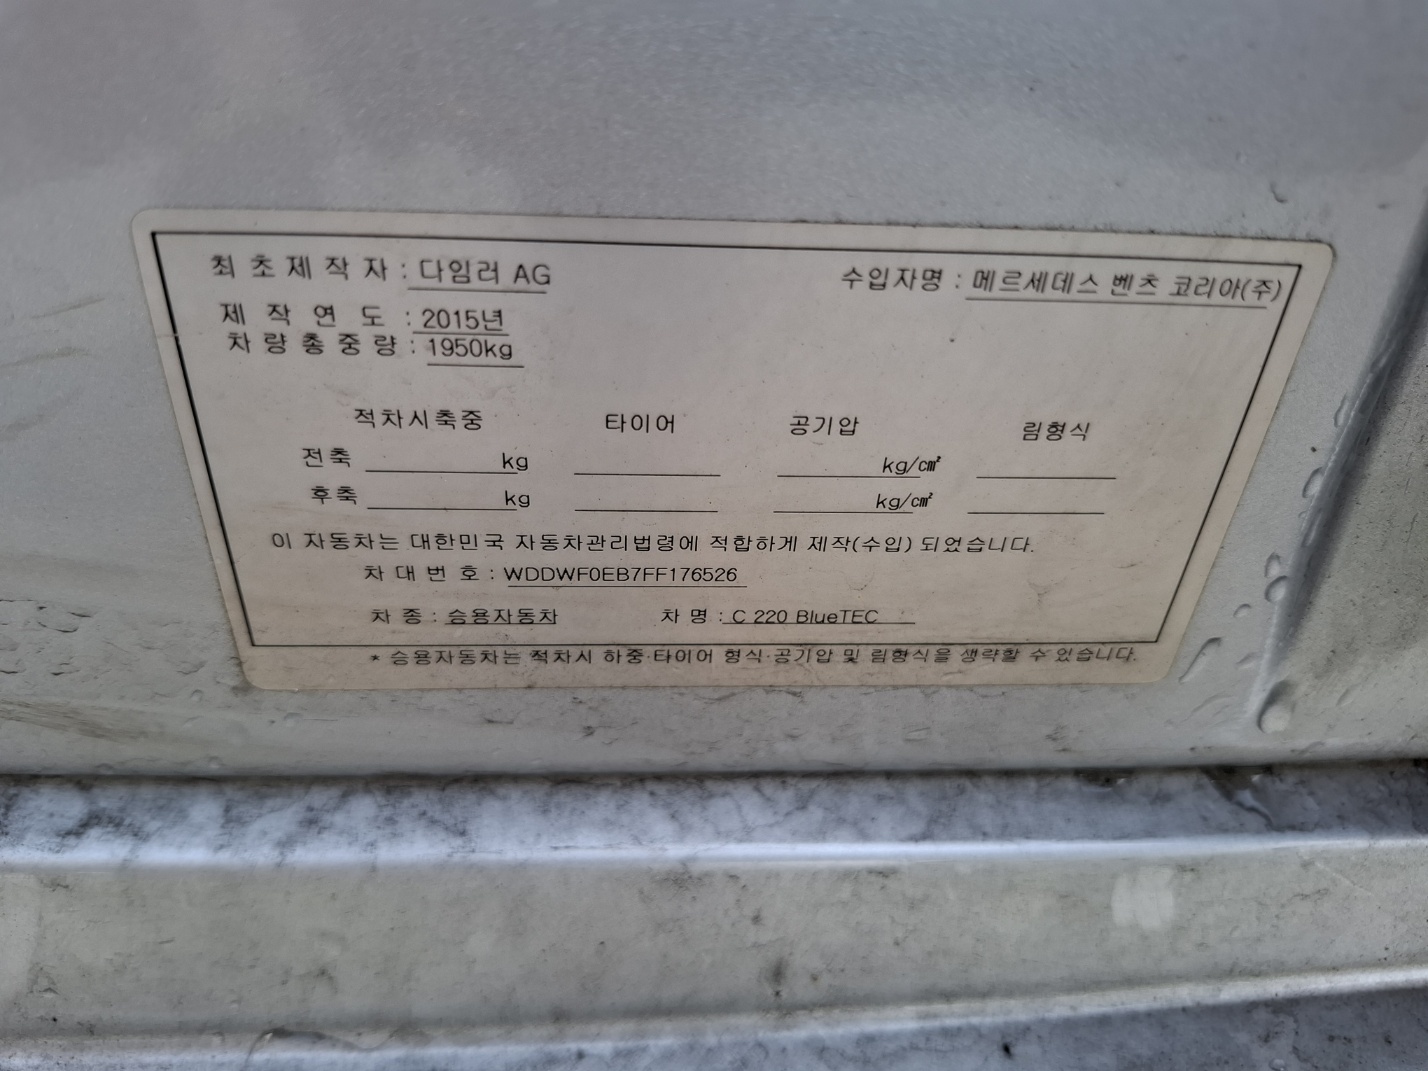 최초제작자 : 다임러 AG 수입자명 : 메르세데스 벤츠 코리아(주)
제 작 연 도 : 2015년
차량총중량 : 1950kg
적차시축중 타이어 공기압 림형식
전축 kg kg/㎠
후축 kg kg/㎠
이 자동차는 대한민국 자동차관리법령에 적합하게 제작(수입) 되었습니다.
차 대 번 호 : WDDWF0EB7FF176526
차 종 : 승용자동차 차 명 : C 220 BlueTEC
* 승용자동차는 적차시 하중·타이어 형식·공기압 및 림형식을 생략할 수 있습니다.